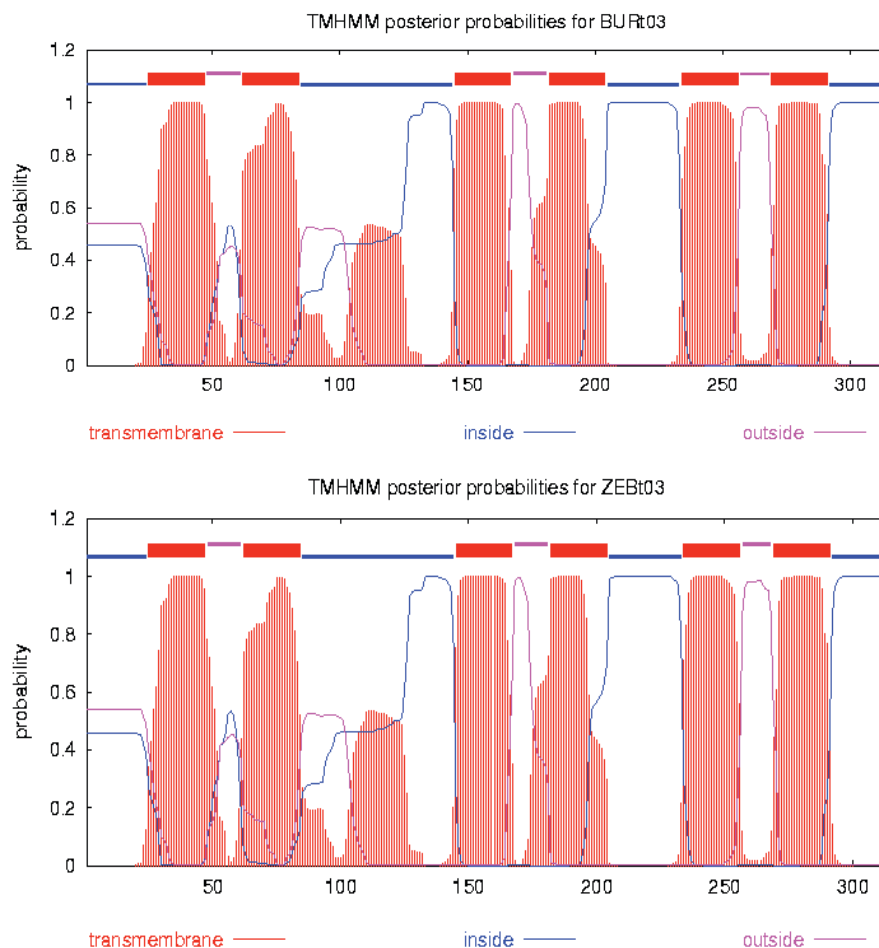 TMHMM posterior probabilities for BURt03
1.2
1
0.8
0.6
0.4
0.2
0
probability
50 100 150 200 250 300
transmembrane inside outside
TMHMM posterior probabilities for ZEBt03
1.2
1
0.8
0.6
0.4
0.2
0
probability
50 100 150 200 250 300
transmembrane inside outside